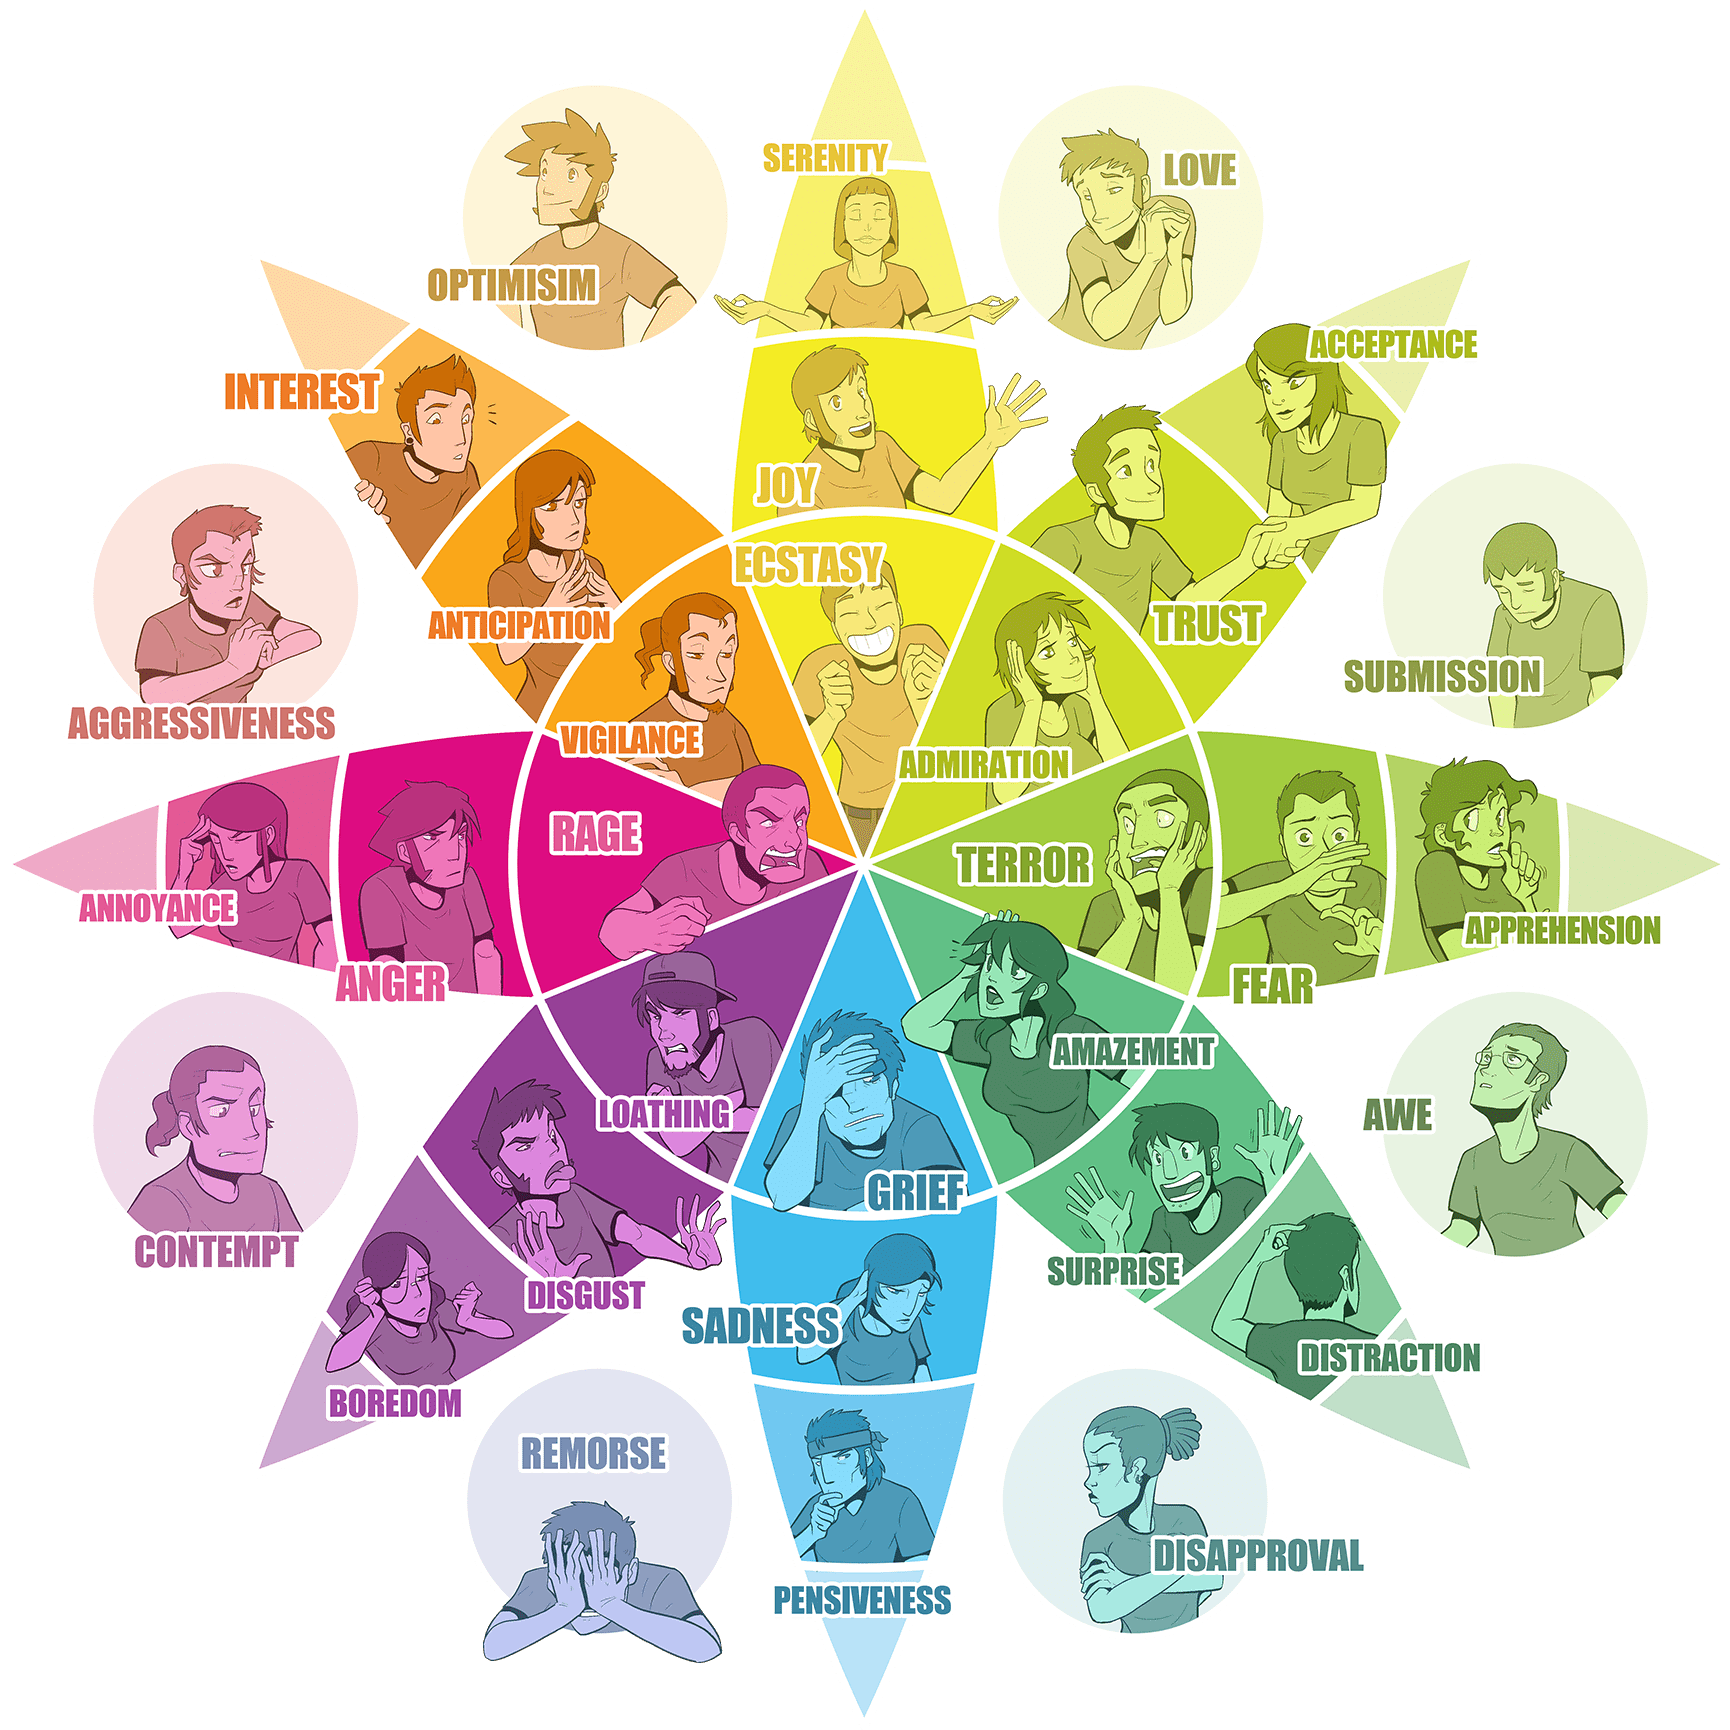 SERENITY
LOVE
OPTIMISIM
ACCEPTANCE
INTEREST
JOY
ECSTASY
TRUST
ANTICIPATION
SUBMISSION
AGGRESSIVENESS
VIGILANCE
ADMIRATION
RAGE
TERROR
ANNOYANCE
APPREHENSION
ANGER
FEAR
AMAZEMENT
LOATHING
AWE
GRIEF
CONTEMPT
SURPRISE
DISGUST
SADNESS
DISTRACTION
BOREDOM
REMORSE
DISAPPROVAL
PENSIVENESS